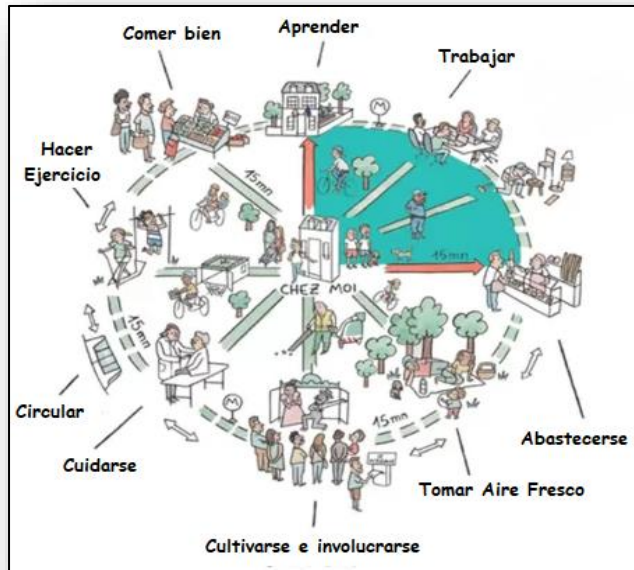 Comer bien
Aprender
Trabajar
M
Hacer
Ejercicio
15mn
15mn
CHEZ MOI
15mn
M
15mn
Circular
Cuidarse
Abastecerse
Tomar Aire Fresco
Cultivarse e involucrarse